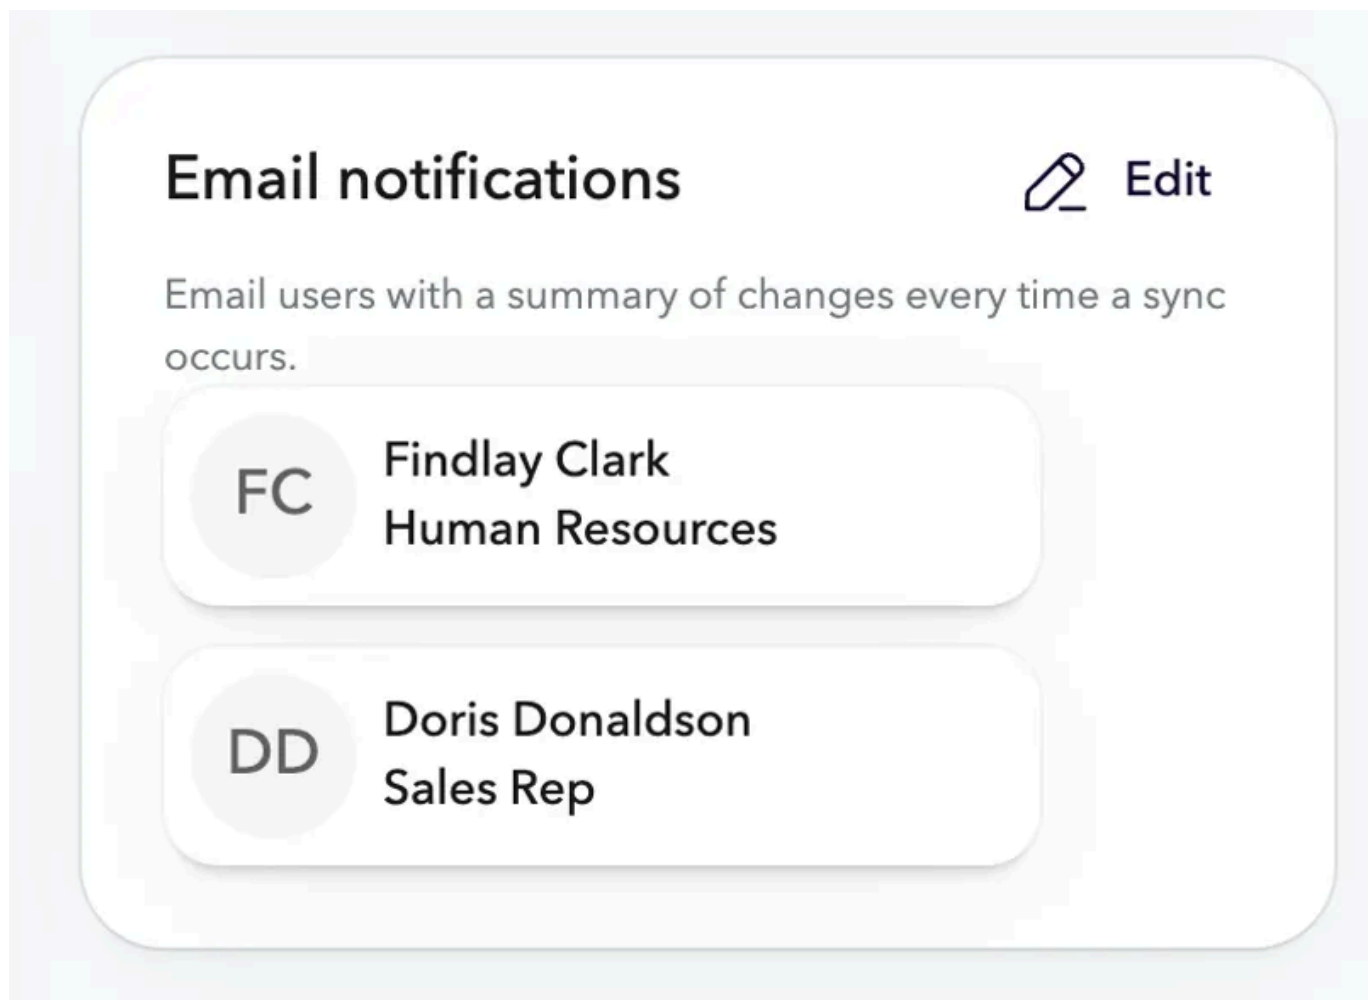 Email notifications
Edit
Email users with a summary of changes every time a sync
occurs.
FC
Findlay Clark
Human Resources
DD
Doris Donaldson
Sales Rep